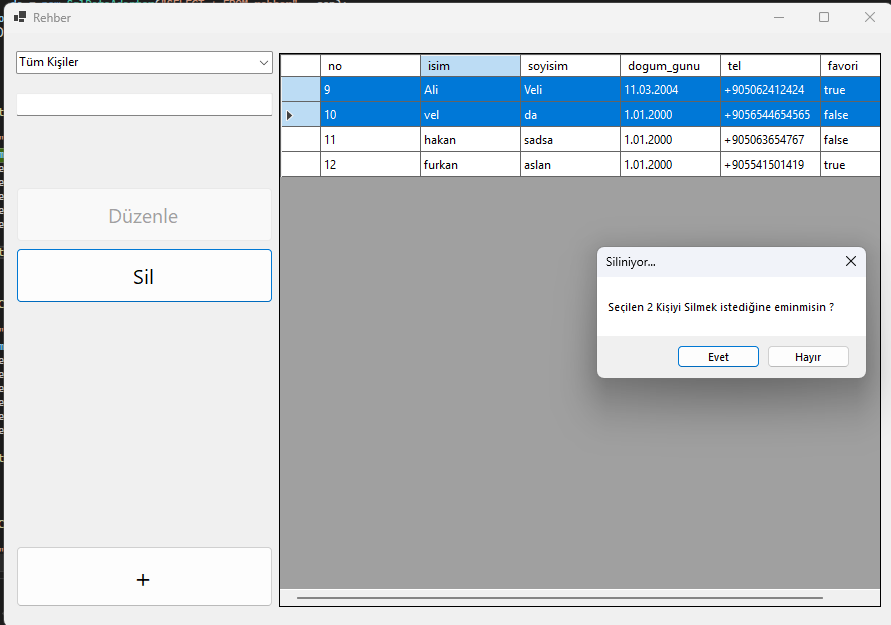 Rehber
Tüm Kişiler
no isim soyisim dogum_gunu tel favori
9 Ali Veli 11.03.2004 +905062412424 true
10 vel da 1.01.2000 +9056544654565 false
11 hakan sadsa 1.01.2000 +905063654767 false
12 furkan aslan 1.01.2000 +905541501419 true
Düzenle
Sil
Siliniyor...
Seçilen 2 Kişiyi Silmek istediğine eminmisin ?
Evet Hayır
+